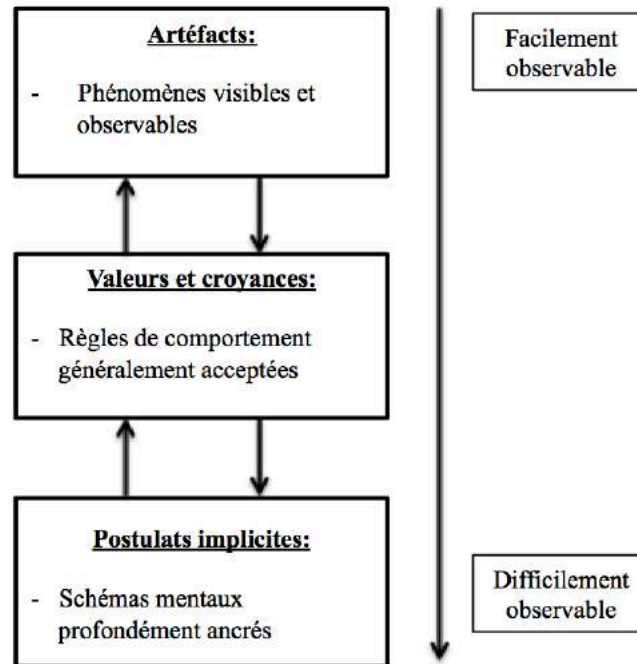 Artéfacts:
- Phénomènes visibles et
observables
Facilement
observable
Valeurs et croyances:
- Règles de comportement
généralement acceptées
Postulats implicites:
- Schémas mentaux
profondément ancrés
Difficilement
observable